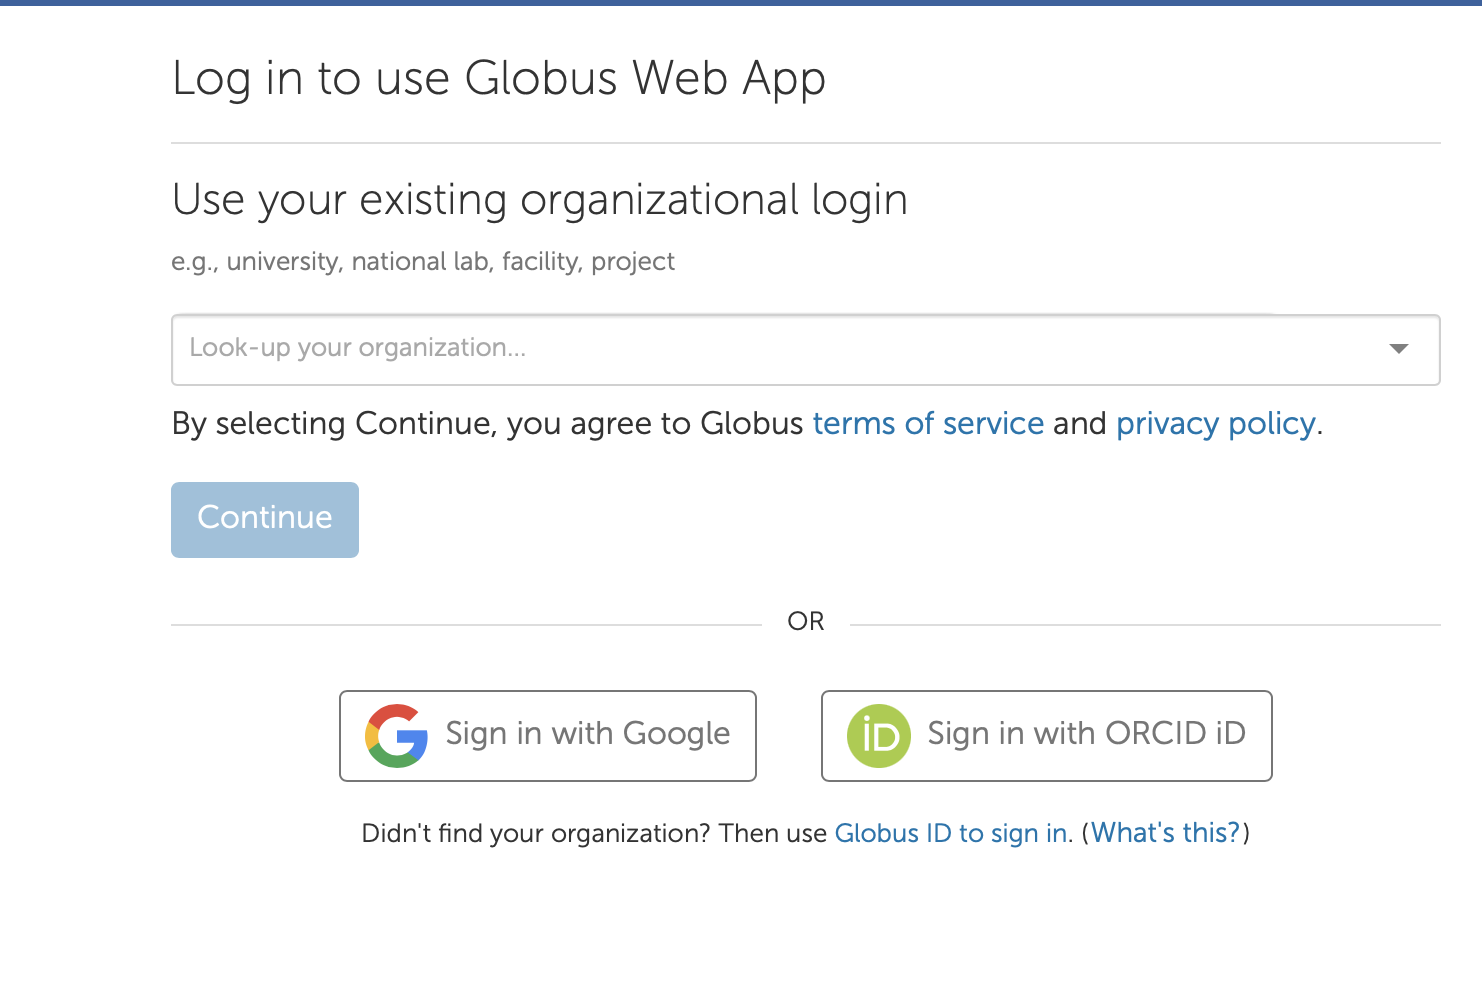 Log in to use Globus Web App
Use your existing organizational login
e.g., university, national lab, facility, project
Look-up your organization...
By selecting Continue, you agree to Globus terms of service and privacy policy.
Continue
OR
Sign in with Google
iD Sign in with ORCID iD
Didn't find your organization? Then use Globus ID to sign in. (What's this?)